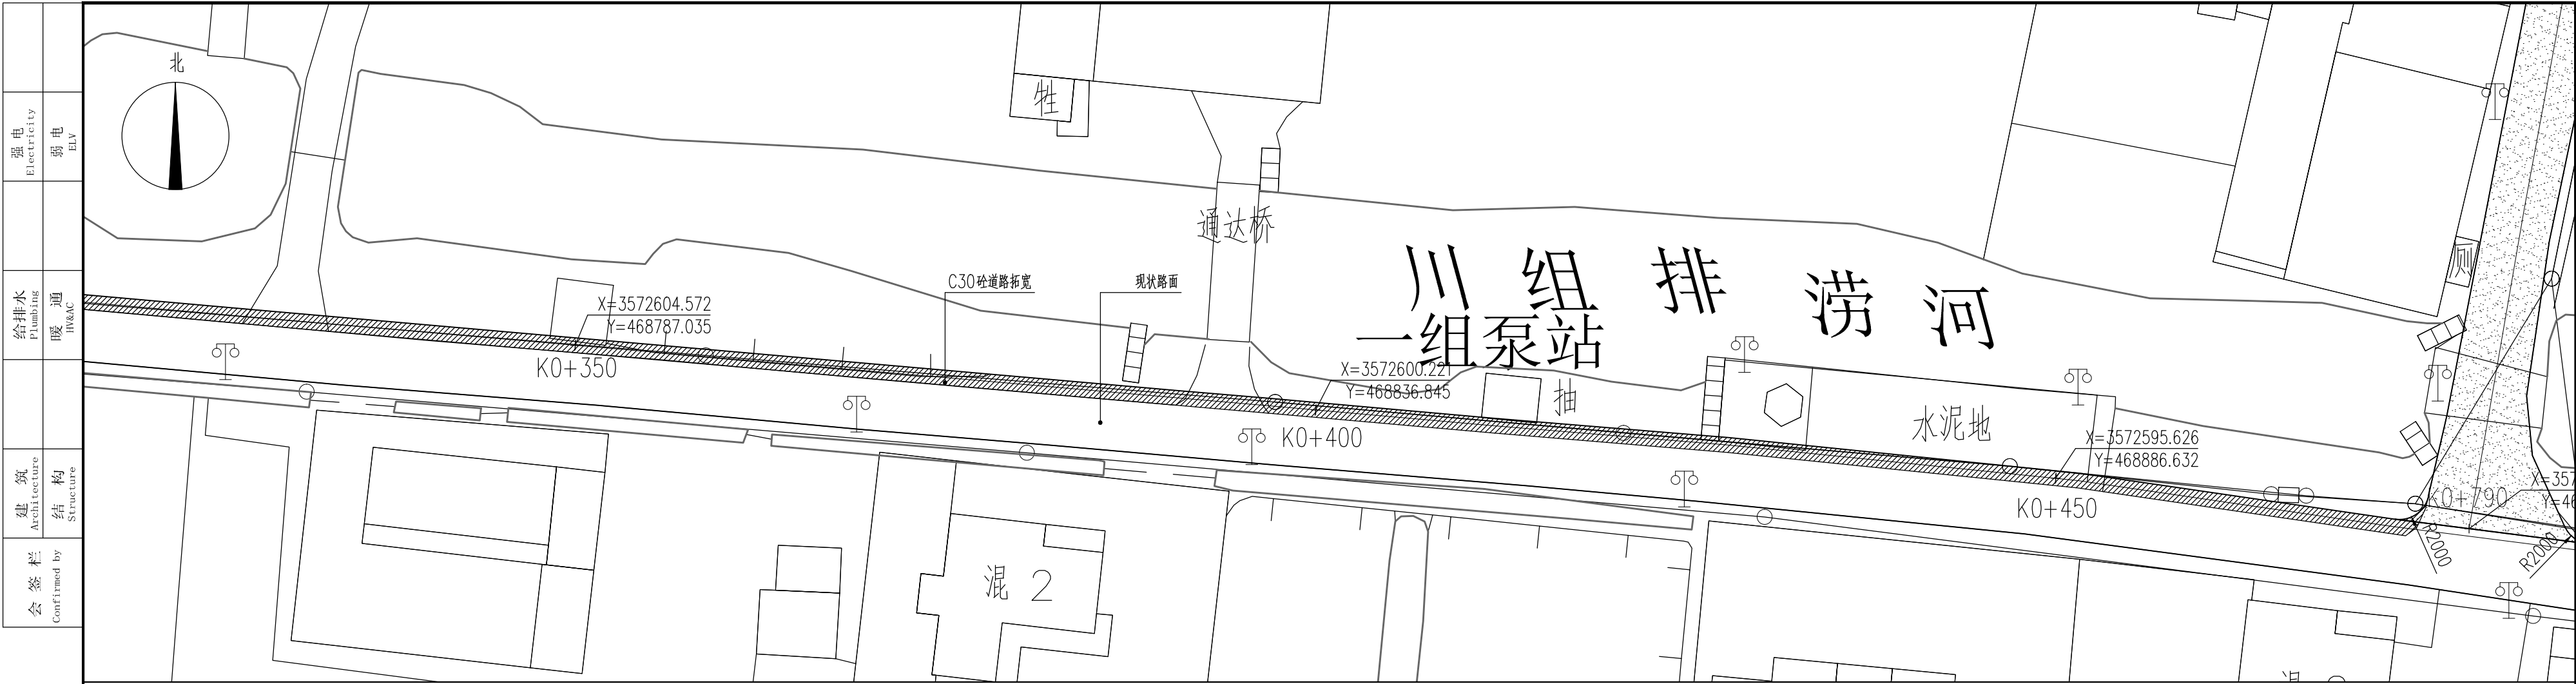 强 电
Electricity
弱 电
ELV
给排水
Plumbing
暖 通
HV&AC
建 筑
Architecture
结 构
Structure
会 签 栏
Confirmed by
北
牲
通达桥
川组排涝河
一组泵站
厕
C30砼道路拓宽
现状路面
X=3572604.572
Y=468787.035
K0+350
X=3572600.221
Y=468836.845
抽
K0+400
水泥地
X=3572595.626
Y=468886.632
K0+450
K0+790
X=357
Y=46
R2000
R2000
混 2